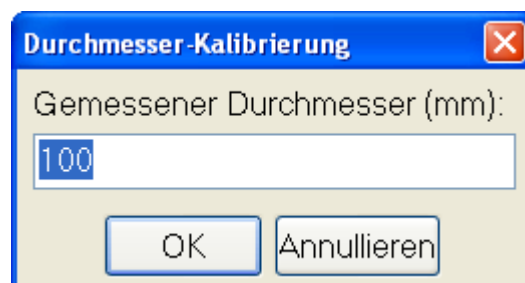 Durchmesser-Kalibrierung
Gemessener Durchmesser (mm):
100
OK Annullieren